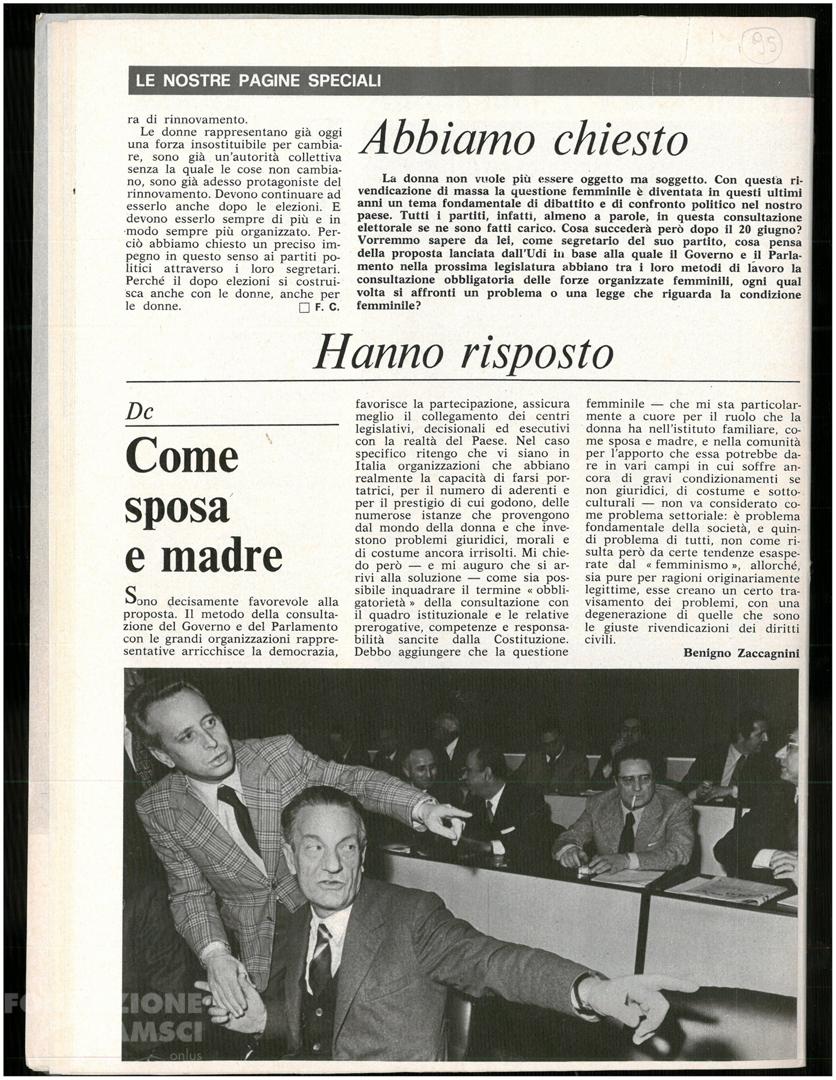 95
LE NOSTRE PAGINE SPECIALI
ra di rinnovamento.
Le donne rappresentano già oggi
una forza insostituibile per cambia-
re, sono già un'autorità collettiva
senza la quale le cose non cambia-
no, sono già adesso protagoniste del
rinnovamento. Devono continuare ad
esserlo anche dopo le elezioni. E
devono esserlo sempre di più e in
modo sempre più organizzato. Per-
ciò abbiamo chiesto un preciso im-
pegno in questo senso ai partiti po-
litici attraverso i loro segretari.
Perché il dopo elezioni si costrui-
sca anche con le donne, anche per
le donne. □ F. C.
Abbiamo chiesto
La donna non vuole più essere oggetto ma soggetto. Con questa ri-
vendicazione di massa la questione femminile è diventata in questi ultimi
anni un tema fondamentale di dibattito e di confronto politico nel nostro
paese. Tutti i partiti, infatti, almeno a parole, in questa consultazione
elettorale se ne sono fatti carico. Cosa succederà però dopo il 20 giugno?
Vorremmo sapere da lei, come segretario del suo partito, cosa pensa
della proposta lanciata dall'Udi in base alla quale il Governo e il Parla-
mento nella prossima legislatura abbiano tra i loro metodi di lavoro la
consultazione obbligatoria delle forze organizzate femminili, ogni qual
volta si affronti un problema o una legge che riguarda la condizione
femminile?
Hanno risposto
Dc
Come
sposa
e madre
Sono decisamente favorevole alla
proposta. Il metodo della consulta-
zione del Governo e del Parlamento
con le grandi organizzazioni rappre-
sentative arricchisce la democrazia,
favorisce la partecipazione, assicura
meglio il collegamento dei centri
legislativi, decisionali ed esecutivi
con la realtà del Paese. Nel caso
specifico ritengo che vi siano in
Italia organizzazioni che abbiano
realmente la capacità di farsi por-
tatrici, per il numero di aderenti e
per il prestigio di cui godono, delle
numerose istanze che provengono
dal mondo della donna e che inve-
stono problemi giuridici, morali e
di costume ancora irrisolti. Mi chie-
do però — e mi auguro che si ar-
rivi alla soluzione — come sia pos-
sibile inquadrare il termine « obbli-
gatorietà » della consultazione con
il quadro istituzionale e le relative
prerogative, competenze e responsa-
bilità sancite dalla Costituzione.
Debbo aggiungere che la questione
femminile — che mi sta particolar-
mente a cuore per il ruolo che la
donna ha nell'istituto familiare, co-
me sposa e madre, e nella comunità
per l'apporto che essa potrebbe da-
re in vari campi in cui soffre an-
cora di gravi condizionamenti se
non giuridici, di costume e sotto-
culturali — non va considerato co-
me problema settoriale: è problema
fondamentale della società, e quin-
di problema di tutti, non come ri-
sulta però da certe tendenze esaspe-
rate dal « femminismo », allorché,
sia pure per ragioni originariamente
legittime, esse creano un certo tra-
visamento dei problemi, con una
degenerazione di quelle che sono
le giuste rivendicazioni dei diritti
civili.
Benigno Zaccagnini
onlus